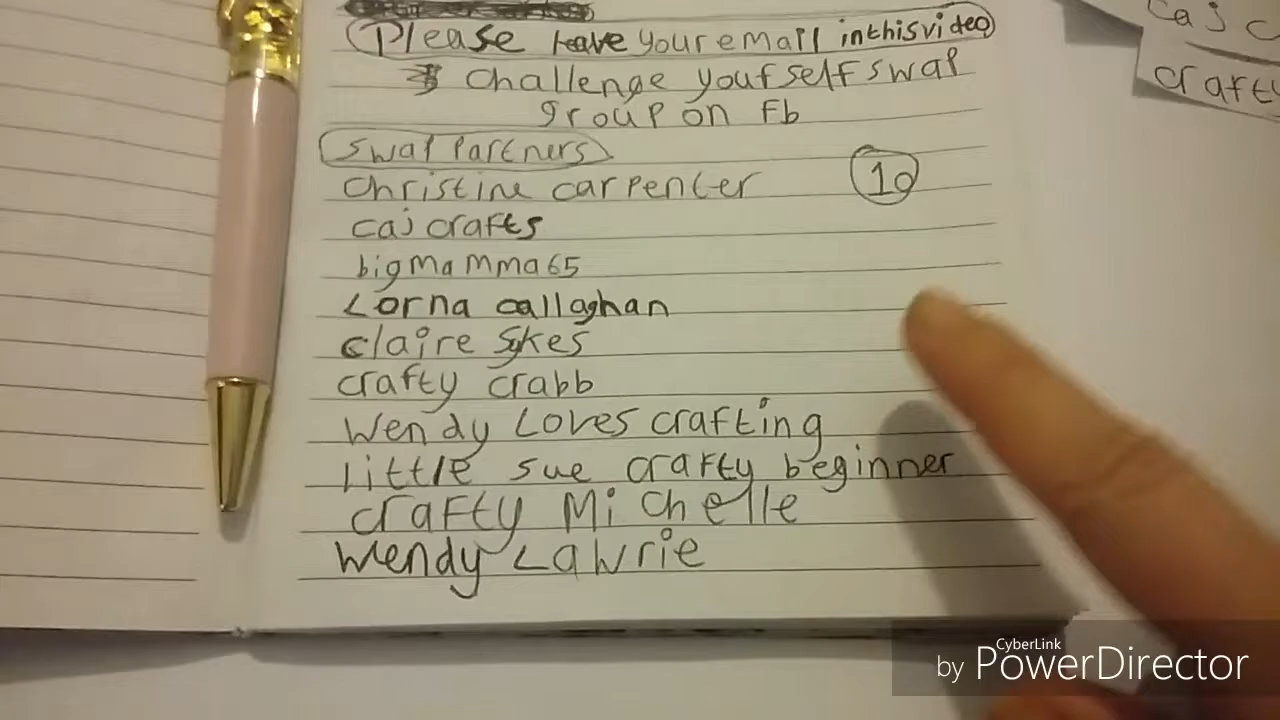 Please leave your email in this video
Challenge yourself swap
group on Fb
swap partners
Christine carpenter
10
caj crafts
bigmamma65
Lorna callaghan
claire Sykes
crafty crabb
Wendy Loves crafting
Little sue crafty beginner
crafty Michelle
Wendy Lawrie
caj c
crafty
CyberLink
by PowerDirector